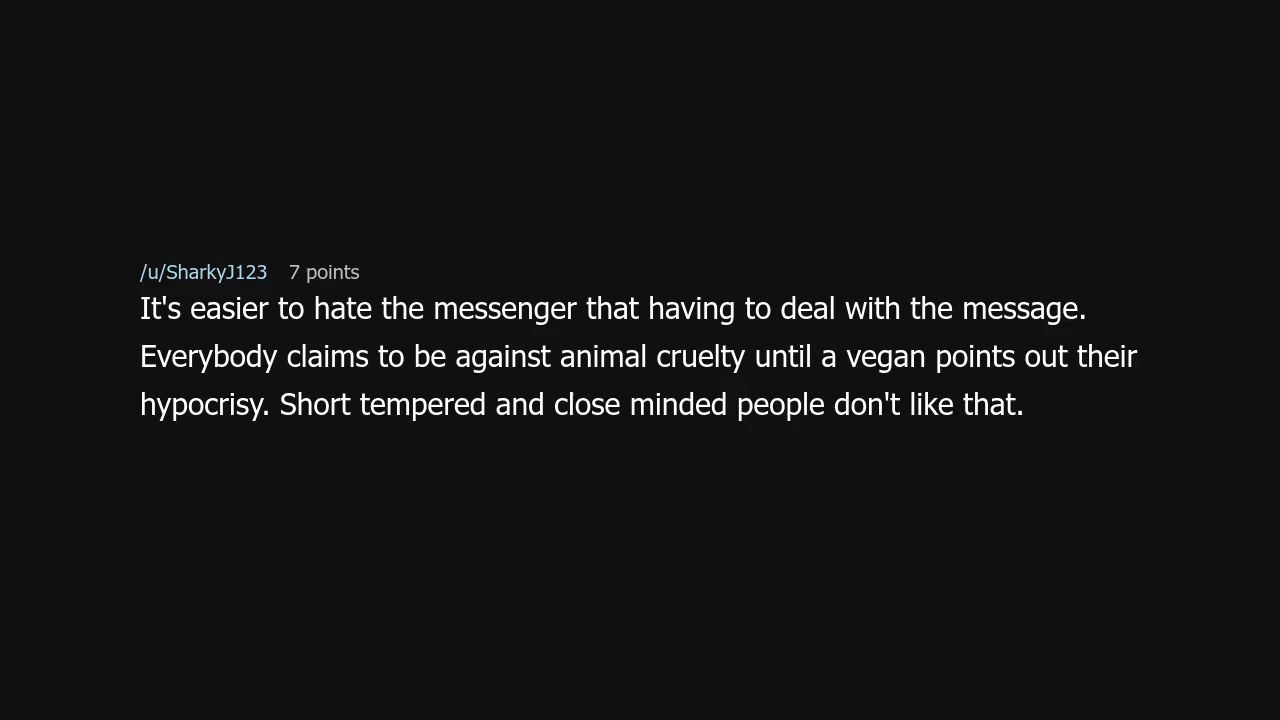 /u/SharkyJ123 7 points
It's easier to hate the messenger that having to deal with the message.
Everybody claims to be against animal cruelty until a vegan points out their
hypocrisy. Short tempered and close minded people don't like that.